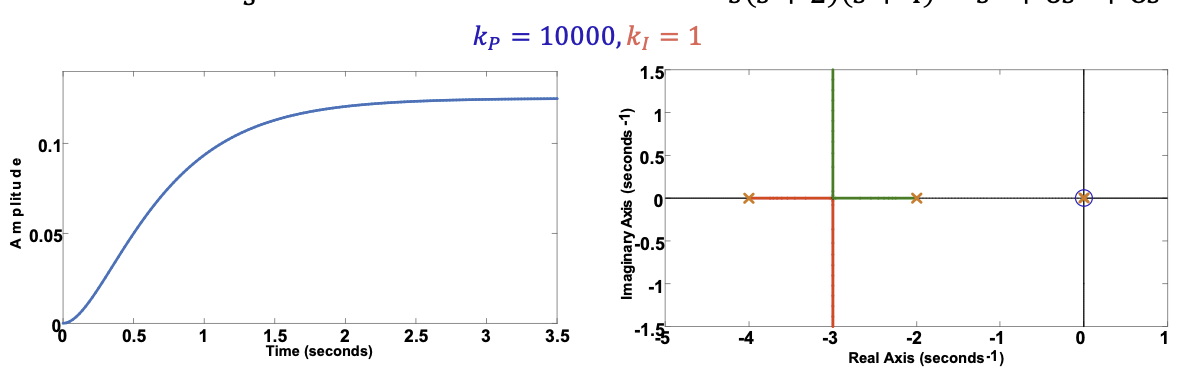 k_P = 10000, k_I = 1
0.1
0.05
0
0 0.5 1 1.5 2 2.5 3 3.5
Amplitude
Time (seconds)
1.5
1
0.5
0
-0.5
-1
-1.5
-5 -4 -3 -2 -1 0 1
Imaginary Axis (seconds -1)
Real Axis (seconds-1)